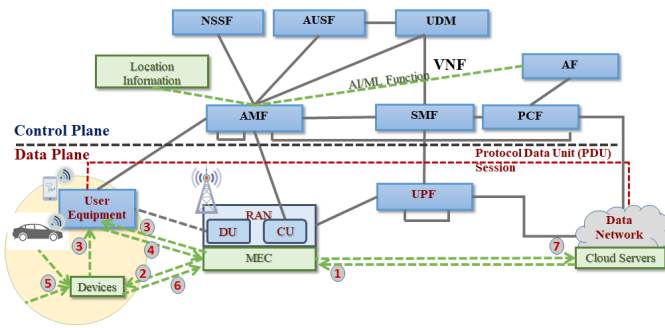 NSSF
AUSF
UDM
Location
Information
VNF
AF
AI/ML Function
AMF
SMF
PCF
Control Plane
Data Plane
Protocol Data Unit (PDU)
Session
User
Equipment
UPF
RAN
DU
CU
MEC
Data
Network
Cloud Servers
Devices
3
3
4
2
5
6
1
7